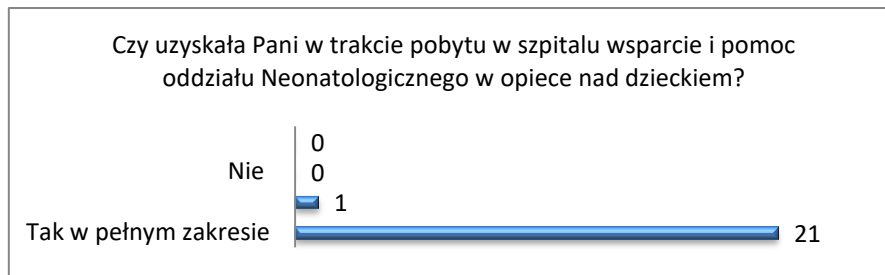 Czy uzyskała Pani w trakcie pobytu w szpitalu wsparcie i pomoc
oddziału Neonatologicznego w opiece nad dzieckiem?
0
Nie 0
1
Tak w pełnym zakresie 21